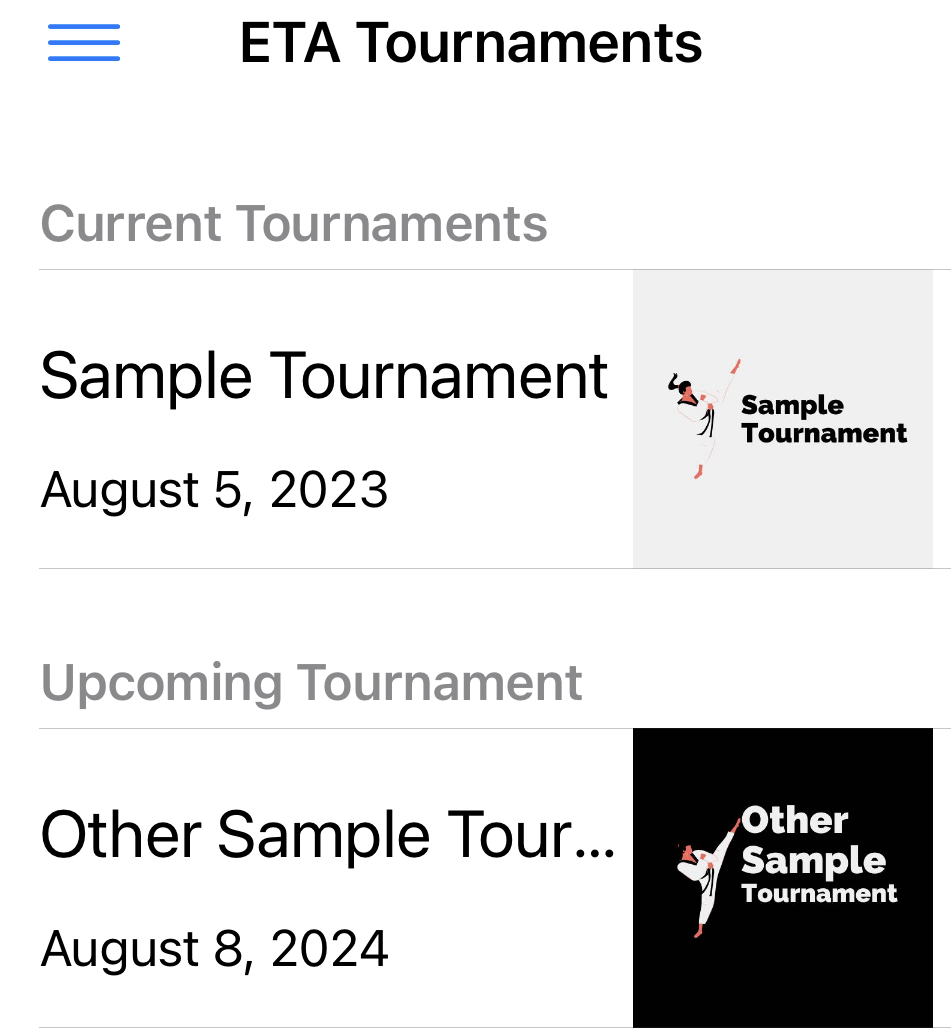 ETA Tournaments
Current Tournaments
Sample Tournament
August 5, 2023
Sample
Tournament
Upcoming Tournament
Other Sample Tour...
August 8, 2024
Other
Sample
Tournament